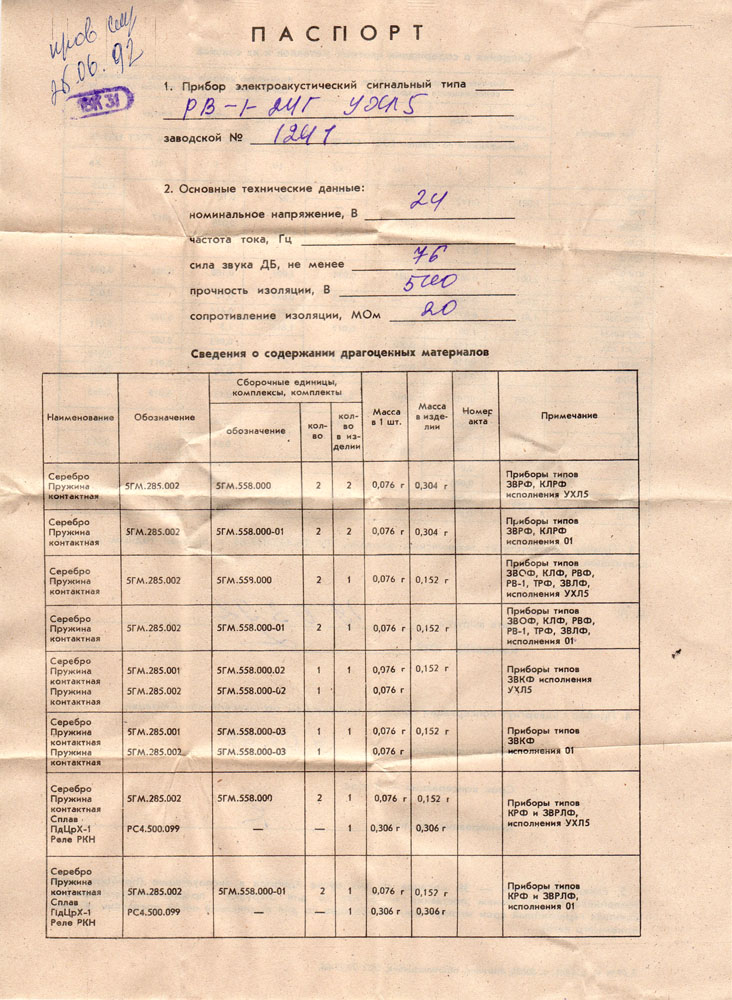 26.06.92
ПАСПОРТ
1. Прибор электроакустический сигнальный типа
РВ-1-24Г УХЛ5
заводской № 1241
2. Основные технические данные:
номинальное напряжение, В 24
частота тока, Гц
сила звука ДБ, не менее 76
прочность изоляции, В 500
сопротивление изоляции, МОм 20
Сведения о содержании драгоценных материалов
Наименование Обозначение Сборочные единицы, комплексы, комплекты Масса в 1 шт. Масса в изде-лии Номер акта Примечание
обозначение кол-во кол-во в из-делии
Серебро Приборы типов
Пружина 5ГМ.285.002 5ГМ.558.000 2 2 0,076 г 0,304 г ЗВРФ, КЛРФ
контактная исполнения УХЛ5
Серебро Приборы типов
Пружина 5ГМ.285.002 5ГМ.558.000-01 2 2 0,076 г 0,304 г ЗВРФ, КЛРФ
контактная исполнения 01
Приборы типов
Серебро ЗВОФ, КЛФ, РВФ,
Пружина 5ГМ.285.002 5ГМ.559.000 2 1 0,076 г 0,152 г РВ-1, ТРФ, ЗВЛФ,
контактная исполнения УХЛ5
Приборы типов
Серебро ЗВОФ, КЛФ, РВФ,
Пружина 5ГМ.285.002 5ГМ.558.000-01 2 1 0,076 г 0,152 г РВ-1, ТРФ, ЗВЛФ,
контактная исполнения 01
Серебро
Пружина 5ГМ.285.001 5ГМ.558.000.02 1 1 0,076 г 0,152 г Приборы типов
контактная ЗВКФ исполнения
Пружина 5ГМ.285.002 5ГМ.558.000-02 1 0,076 г УХЛ5
контактная
Серебро
Пружина 5ГМ.285.001 5ГМ.558.000-03 1 1 0,076 г 0,152 г Приборы типов
контактная ЗВКФ
Пружина 5ГМ.285.002 5ГМ.558.000-03 1 0,076 г исполнения 01
контактная
Серебро
Пружина 5ГМ.285.002 5ГМ.558.000 2 1 0,076 г 0,152 г Приборы типов
контактная КРФ и ЗВРЛФ,
Сплав исполнения УХЛ5
ПдЦрХ-1 РС4.500.099 — — 1 0,306 г 0,306 г
Реле РКН
Серебро
Пружина Приборы типов
контактная 5ГМ.285.002 5ГМ.558.000-01 2 1 0,076 г 0,152 г КРФ и ЗВРЛФ,
Сплав исполнения 01
ПдЦрХ-1 РС4.500.099 — — 1 0,306 г 0,306 г
Реле РКН